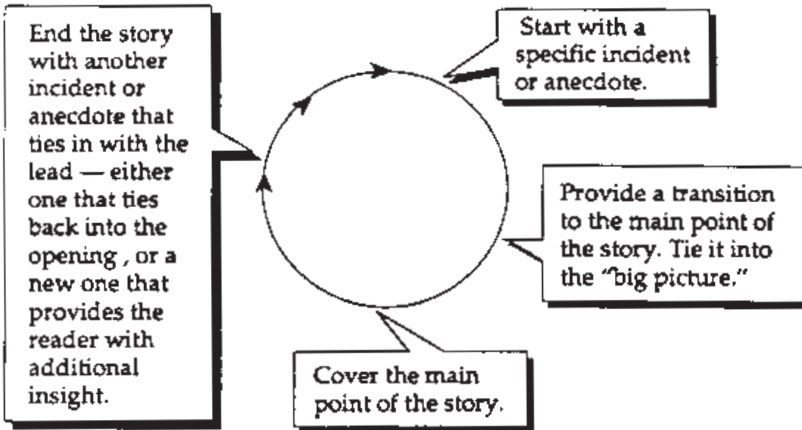 Start with a
specific incident
or anecdote.
Provide a transition
to the main point of
the story. Tie it into
the “big picture.”
Cover the main
point of the story.
End the story
with another
incident or
anecdote that
ties in with the
lead — either
one that ties
back into the
opening , or a
new one that
provides the
reader with
additional
insight.